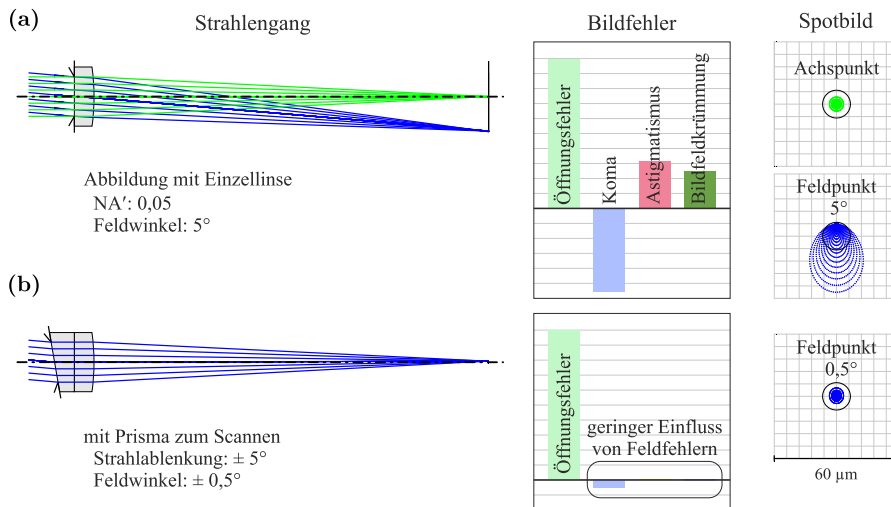 (a)
Strahlengang
Abbildung mit Einzellinse
NA′: 0,05
Feldwinkel: 5°
Bildfehler
Öffnungsfehler
Koma
Astigmatismus
Bildfeldkrümmung
Spotbild
Achspunkt
Feldpunkt
5°
(b)
mit Prisma zum Scannen
Strahlablenkung: ± 5°
Feldwinkel: ± 0,5°
Öffnungsfehler
geringer Einfluss
von Feldfehlern
Feldpunkt
0,5°
60 µm